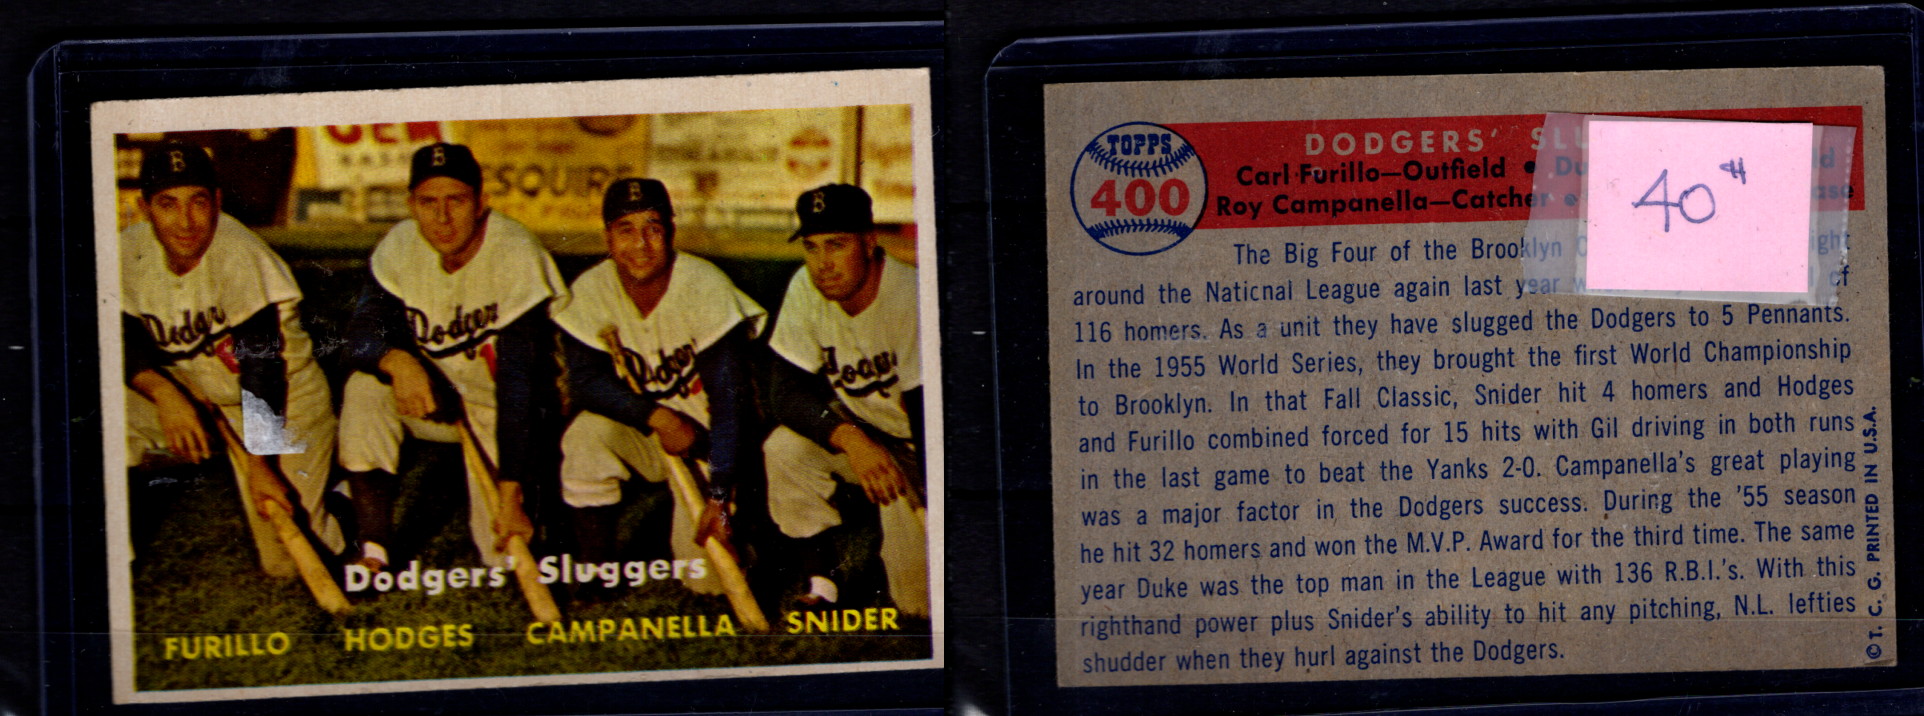 GEM
ESQUIRE
B
B
B
B
Dodgers' Sluggers
FURILLO HODGES CAMPANELLA SNIDER
TOPPS
400
DODGERS' SLU
Carl Furillo—Outfield • Du
Roy Campanella—Catcher • ase
40
The Big Four of the Brooklyn
around the Naticnal League again last year cf
116 homers. As a unit they have slugged the Dodgers to 5 Pennants.
In the 1955 World Series, they brought the first World Championship
to Brooklyn. In that Fall Classic, Snider hit 4 homers and Hodges
and Furillo combined forced for 15 hits with Gil driving in both runs
in the last game to beat the Yanks 2-0. Campanella's great playing
was a major factor in the Dodgers success. During the '55 season
he hit 32 homers and won the M.V.P. Award for the third time. The same
year Duke was the top man in the League with 136 R.B.I.'s. With this
righthand power plus Snider's ability to hit any pitching, N.L. lefties
shudder when they hurl against the Dodgers.
© T. C. G. PRINTED IN U.S.A.